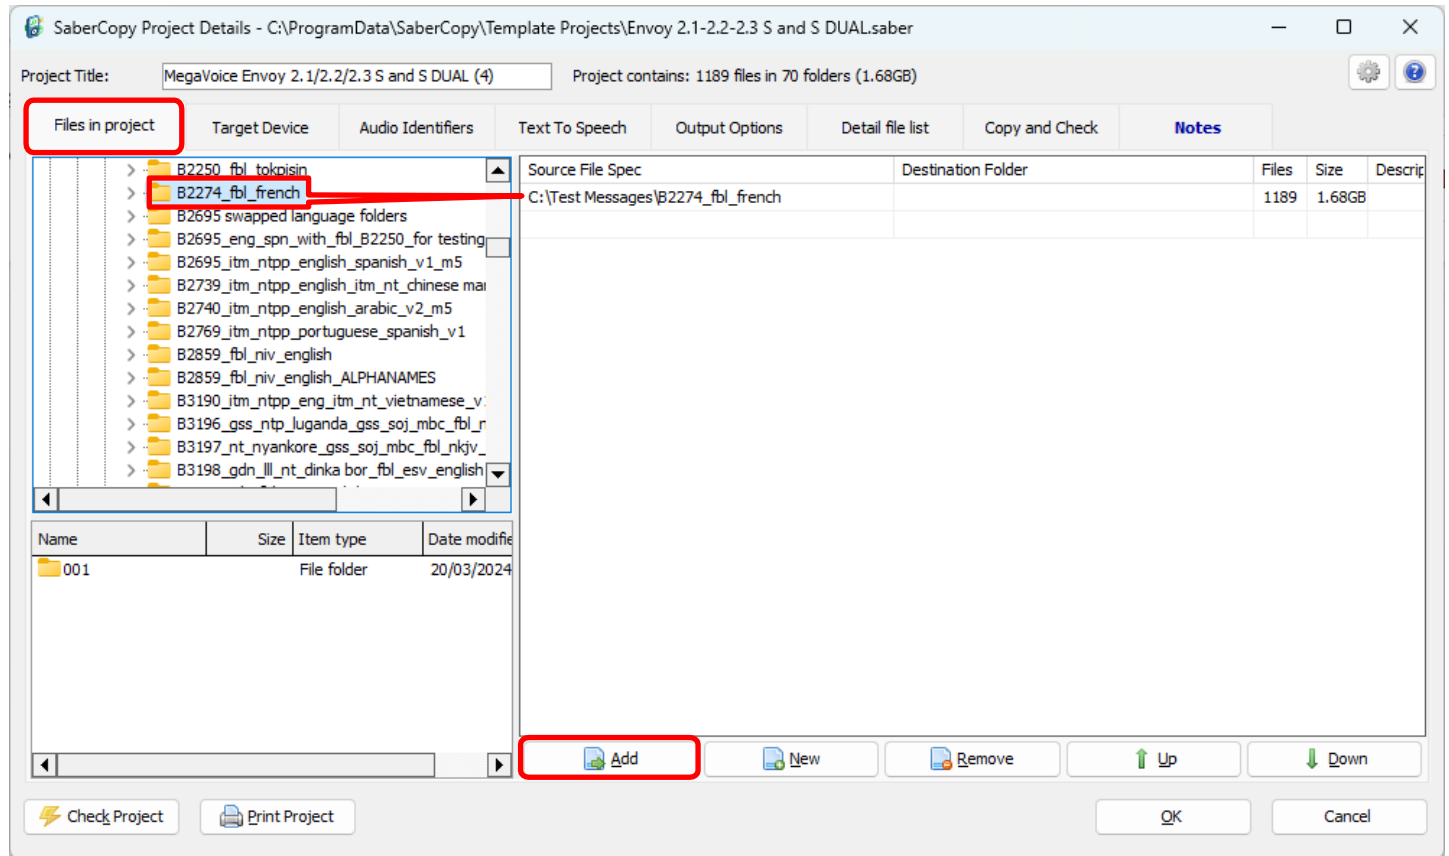 SaberCopy Project Details - C:\ProgramData\SaberCopy\Template Projects\Envoy 2.1-2.2-2.3 S and S DUAL.saber
Project Title: MegaVoice Envoy 2.1/2.2/2.3 S and S DUAL (4) Project contains: 1189 files in 70 folders (1.68GB)
Files in project Target Device Audio Identifiers Text To Speech Output Options Detail file list Copy and Check Notes
B2250_fbl_tokpisin
B2274_fbl_french
B2695 swapped language folders
B2695_eng_spn_with_fbl_B2250_for testing
B2695_itm_ntpp_english_spanish_v1_m5
B2739_itm_ntpp_english_itm_nt_chinese mar
B2740_itm_ntpp_english_arabic_v2_m5
B2769_itm_ntpp_portuguese_spanish_v1
B2859_fbl_niv_english
B2859_fbl_niv_english_ALPHANAMES
B3190_itm_ntpp_eng_itm_nt_vietnamese_v
B3196_gss_ntp_luganda_gss_soj_mbc_fbl_n
B3197_nt_nyankore_gss_soj_mbc_fbl_nkjv_
B3198_gdn_lll_nt_dinka bor_fbl_esv_english
Source File Spec Destination Folder Files Size Descrip
C:\Test Messages\B2274_fbl_french 1189 1.68GB
Name Size Item type Date modifie
001 File folder 20/03/2024
Add New Remove Up Down
Check Project Print Project OK Cancel